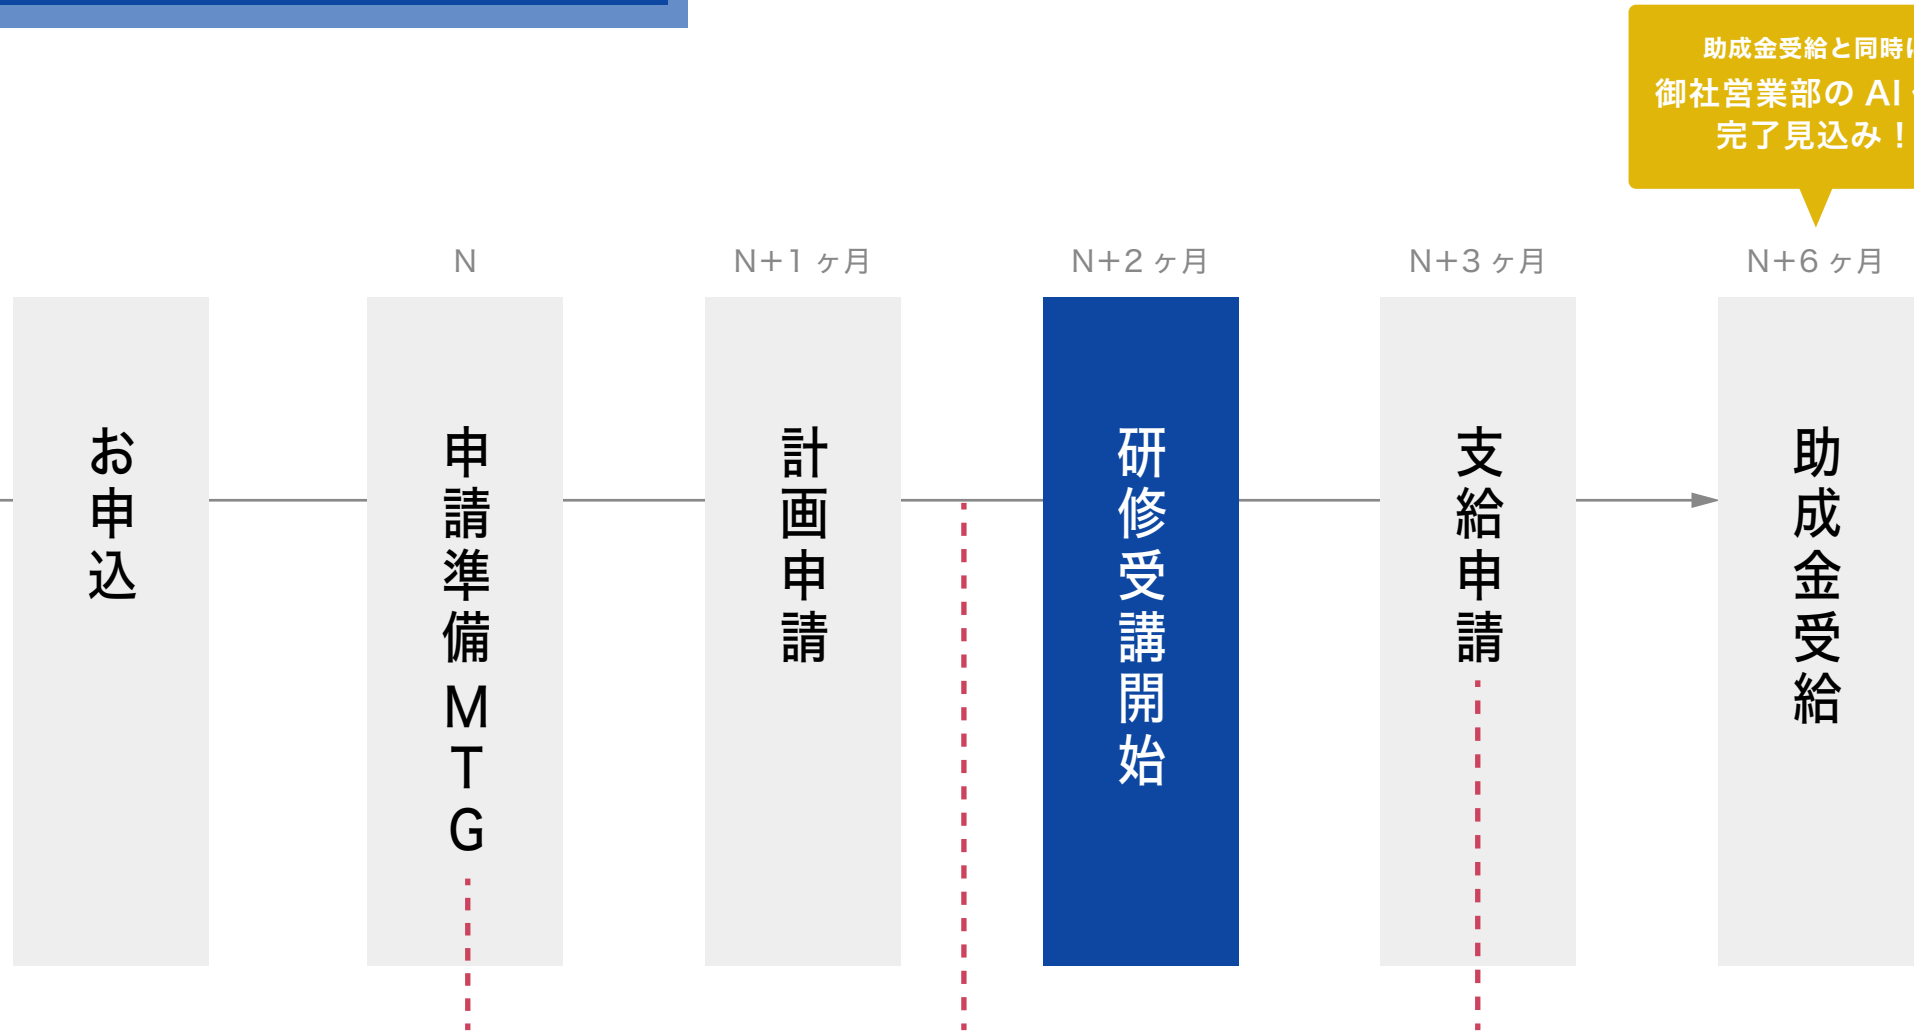 助成金受給と同時に
御社営業部の AI
完了見込み！
N
N+1 ヶ月
N+2 ヶ月
N+3 ヶ月
N+6 ヶ月
お申込
申請準備MTG
計画申請
研修受講開始
支給申請
助成金受給